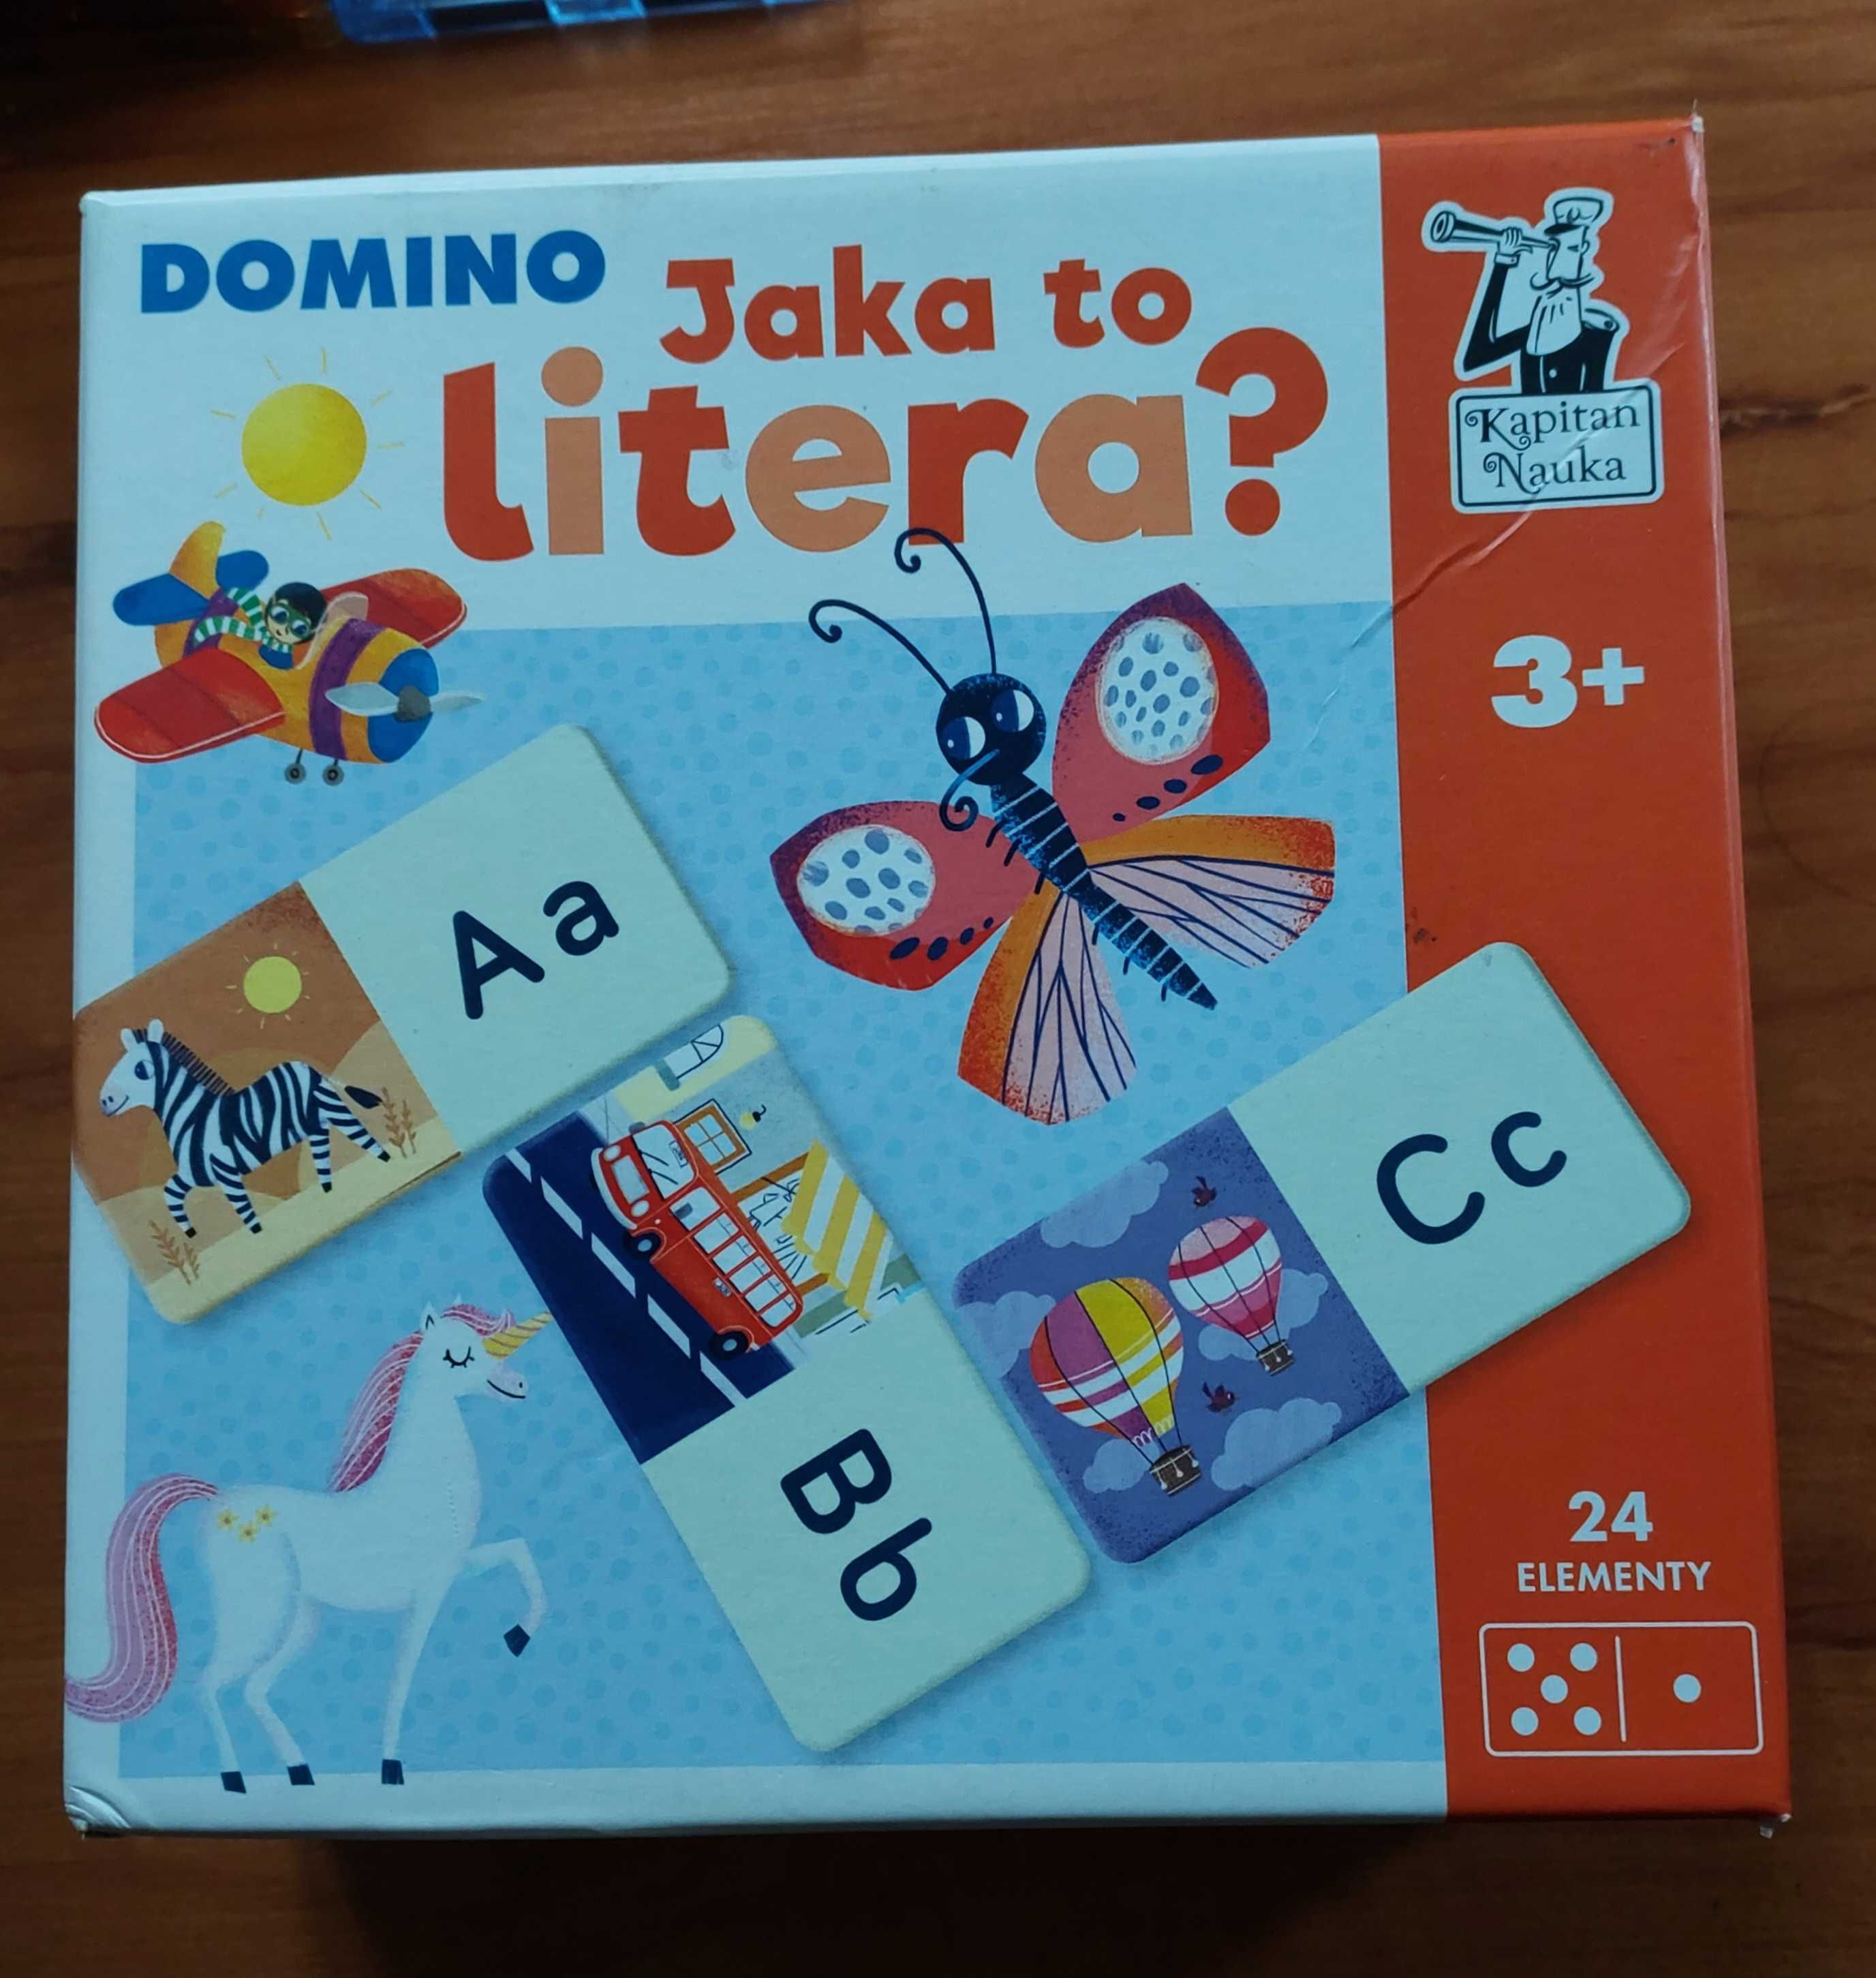 DOMINO
Jaka to
litera?
Kapitan
Nauka
3+
Aa
Bb
Cc
24
ELEMENTY